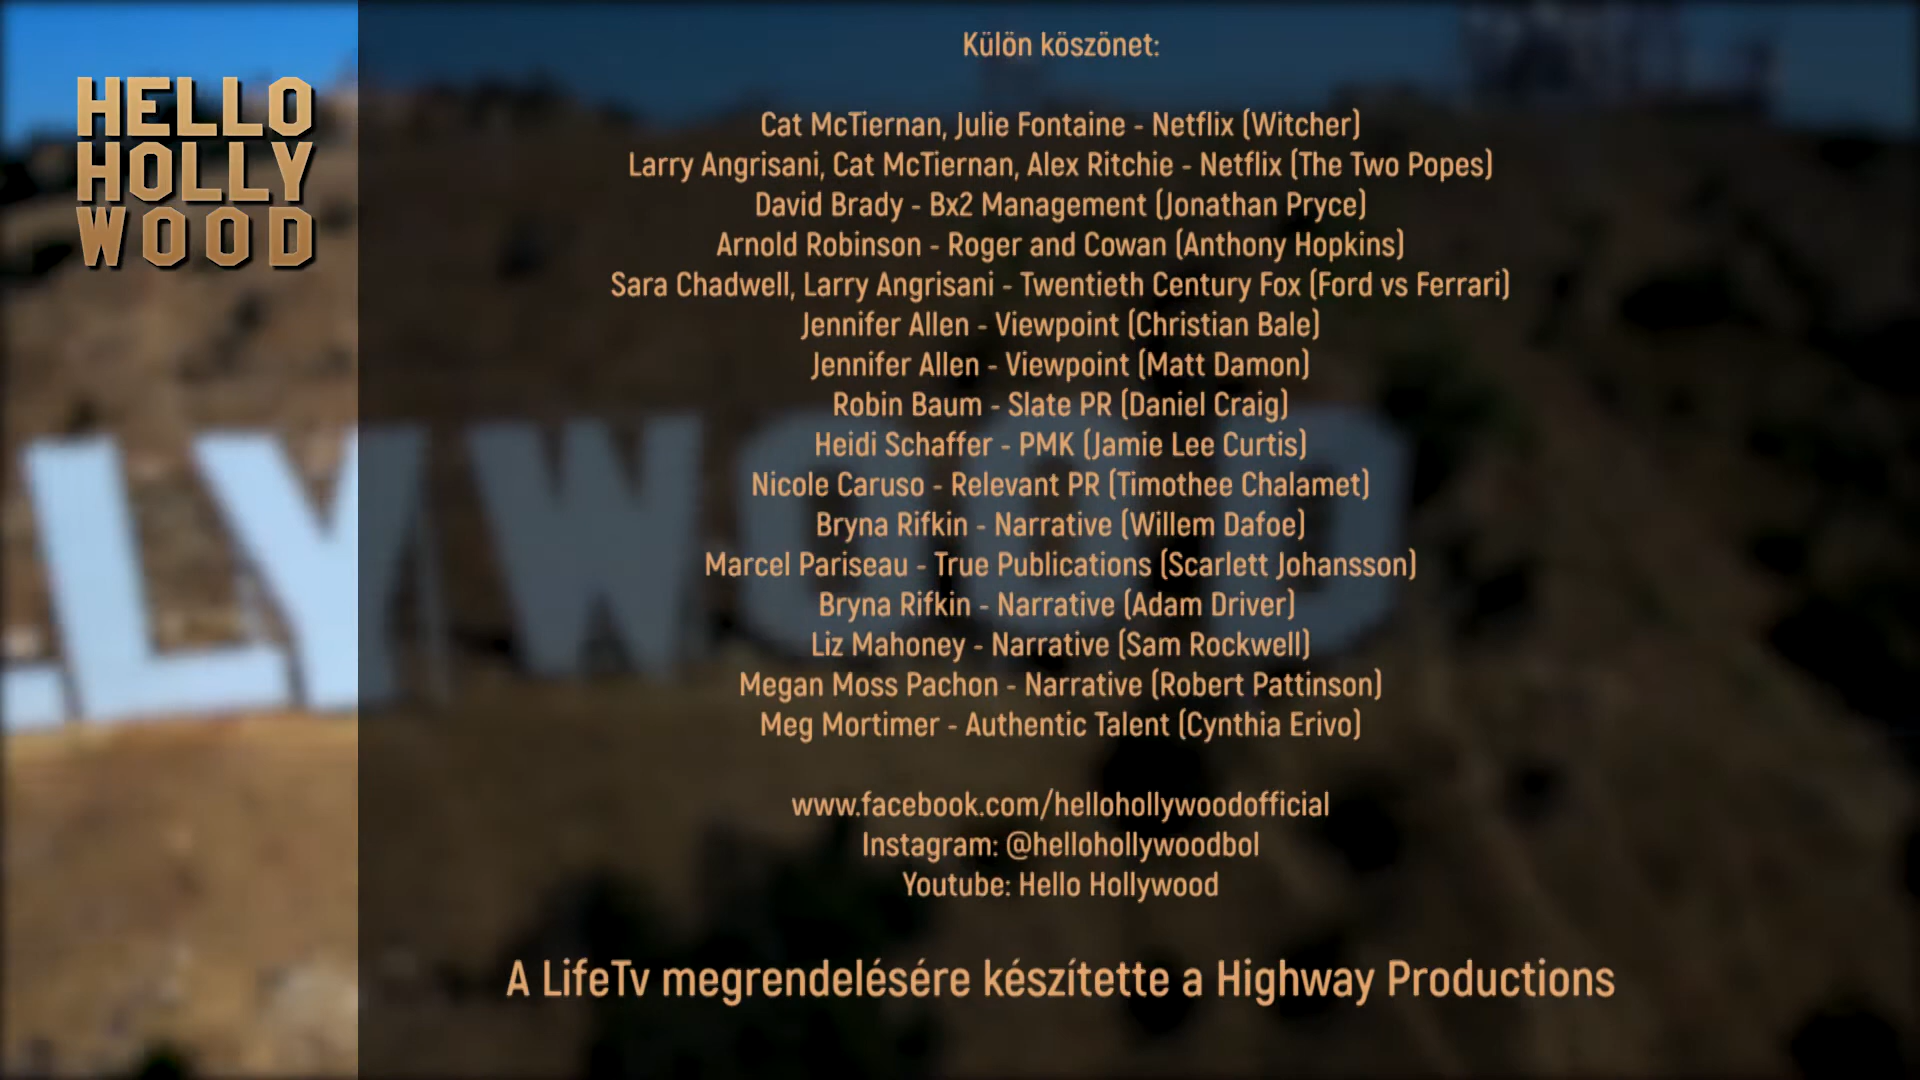 HELLO
HOLLY
WOOD
Külön köszönet:
Cat McTiernan, Julie Fontaine - Netflix (Witcher)
Larry Angrisani, Cat McTiernan, Alex Ritchie - Netflix (The Two Popes)
David Brady - Bx2 Management (Jonathan Pryce)
Arnold Robinson - Roger and Cowan (Anthony Hopkins)
Sara Chadwell, Larry Angrisani - Twentieth Century Fox (Ford vs Ferrari)
Jennifer Allen - Viewpoint (Christian Bale)
Jennifer Allen - Viewpoint (Matt Damon)
Robin Baum - Slate PR (Daniel Craig)
Heidi Schaffer - PMK (Jamie Lee Curtis)
Nicole Caruso - Relevant PR (Timothee Chalamet)
Bryna Rifkin - Narrative (Willem Dafoe)
Marcel Pariseau - True Publications (Scarlett Johansson)
Bryna Rifkin - Narrative (Adam Driver)
Liz Mahoney - Narrative (Sam Rockwell)
Megan Moss Pachon - Narrative (Robert Pattinson)
Meg Mortimer - Authentic Talent (Cynthia Erivo)
www.facebook.com/hellohollywoodofficial
Instagram: @hellohollywoodbol
Youtube: Hello Hollywood
A LifeTv megrendelésére készítette a Highway Productions
LLYWOOD